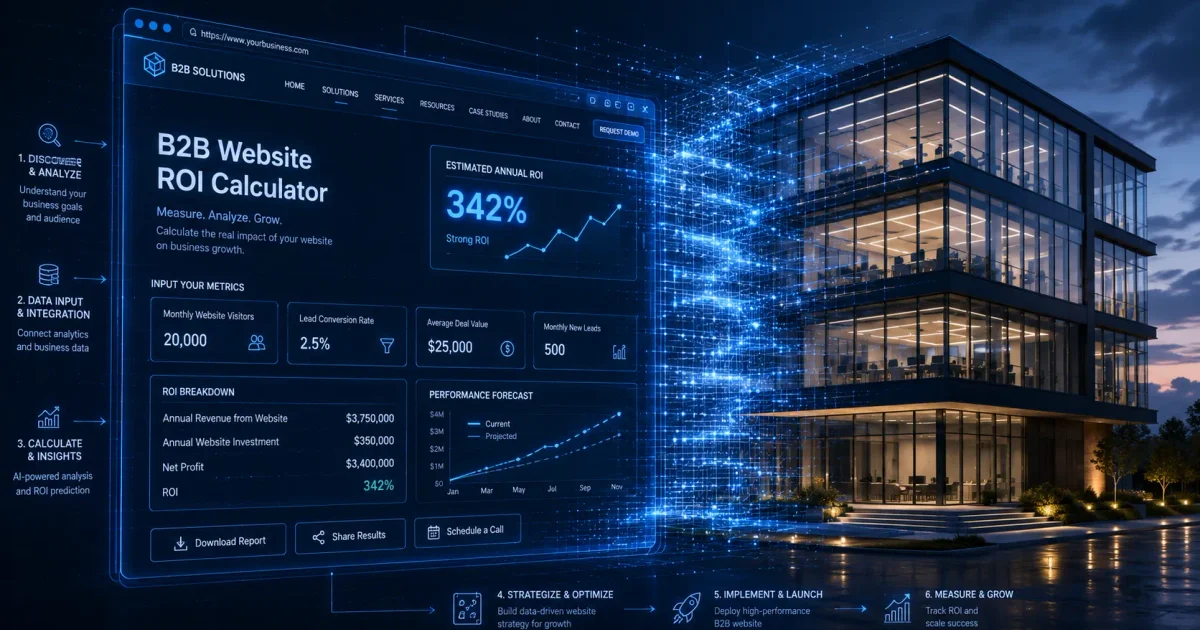 https://www.yourbusiness.com
B2B SOLUTIONS
HOME
SOLUTIONS
SERVICES
RESOURCES
CASE STUDIES
ABOUT
CONTACT
REQUEST DEMO
B2B Website
ROI Calculator
Measure. Analyze. Grow.
Calculate the real impact of your website
on business growth.
ESTIMATED ANNUAL ROI
342%
Strong ROI
INPUT YOUR METRICS
Monthly Website Visitors
20,000
Lead Conversion Rate
2.5%
Average Deal Value
$25,000
Monthly New Leads
500
ROI BREAKDOWN
Annual Revenue from Website $3,750,000
Annual Website Investment $350,000
Net Profit $3,400,000
ROI 342%
PERFORMANCE FORECAST
$4M
$3M
$2M
$1M
$0
Current
Projected
Jan Mar May Jul Sep Nov
Download Report
Share Results
Schedule a Call
1.
& ANALYZE
Understand your
business goals
and audience
2. DATA INPUT
& INTEGRATION
Connect analytics
and business data
3. CALCULATE
& INSIGHTS
AI-powered analysis
and ROI prediction
4. STRATEGIZE & OPTIMIZE
Build data-driven website
strategy for growth
5. IMPLEMENT & LAUNCH
Deploy high-performance
B2B website
6. MEASURE & GROW
Track ROI and
scale success